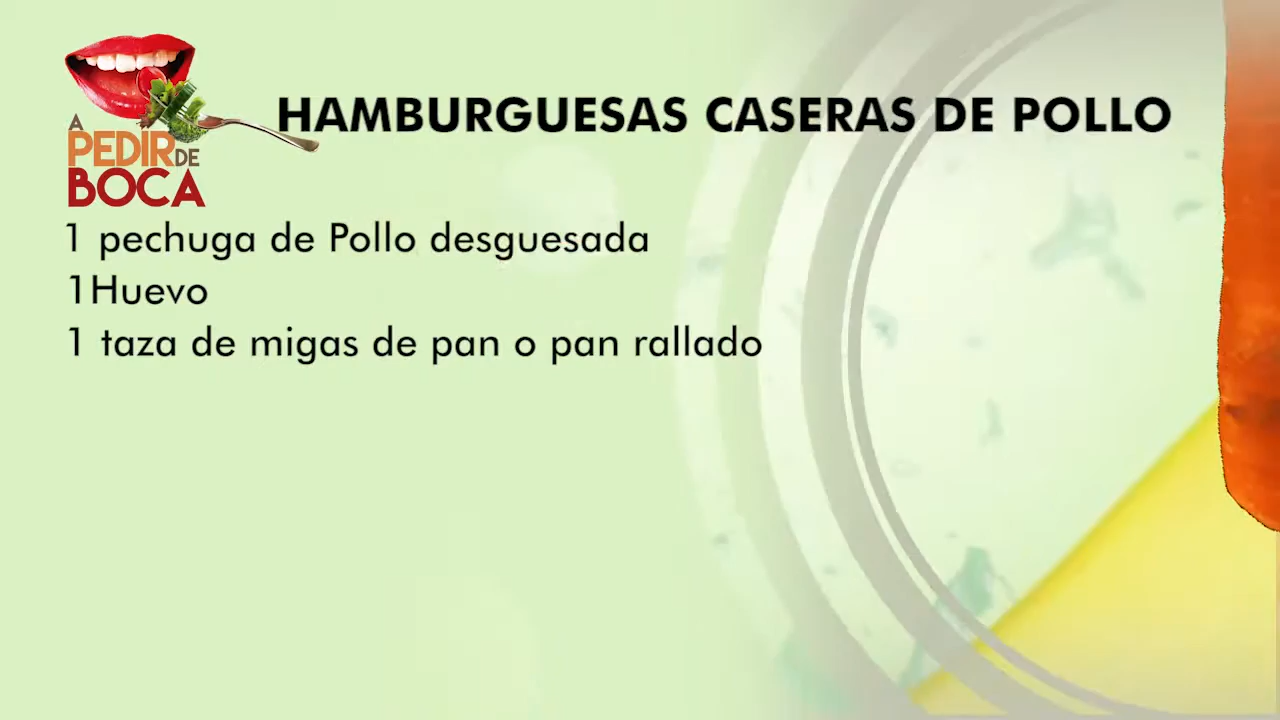 A
PEDIR DE
BOCA
HAMBURGUESAS CASERAS DE POLLO
1 pechuga de Pollo desguesada
1Huevo
1 taza de migas de pan o pan rallado